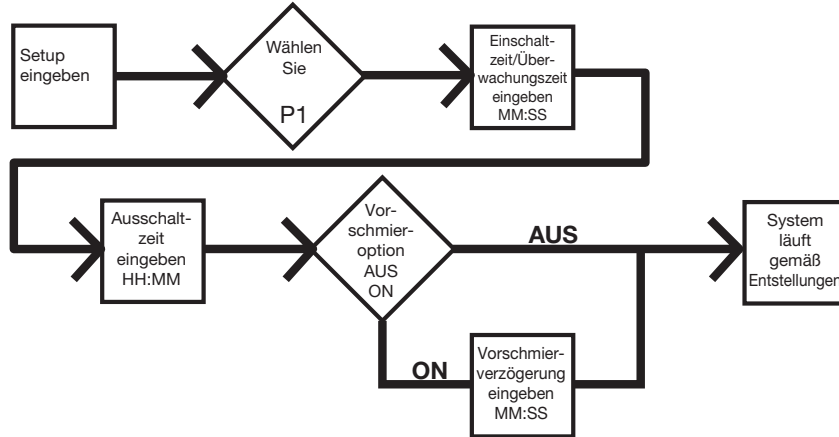 Setup
eingeben
Wählen
Sie
P1
Einschalt-
zeit/Über-
wachungszeit
eingeben
MM:SS
Ausschalt-
zeit
eingeben
HH:MM
Vor-
schmier-
option
AUS
ON
AUS
ON
Vorschmier-
verzögerung
eingeben
MM:SS
System
läuft
gemäß
Entstellungen